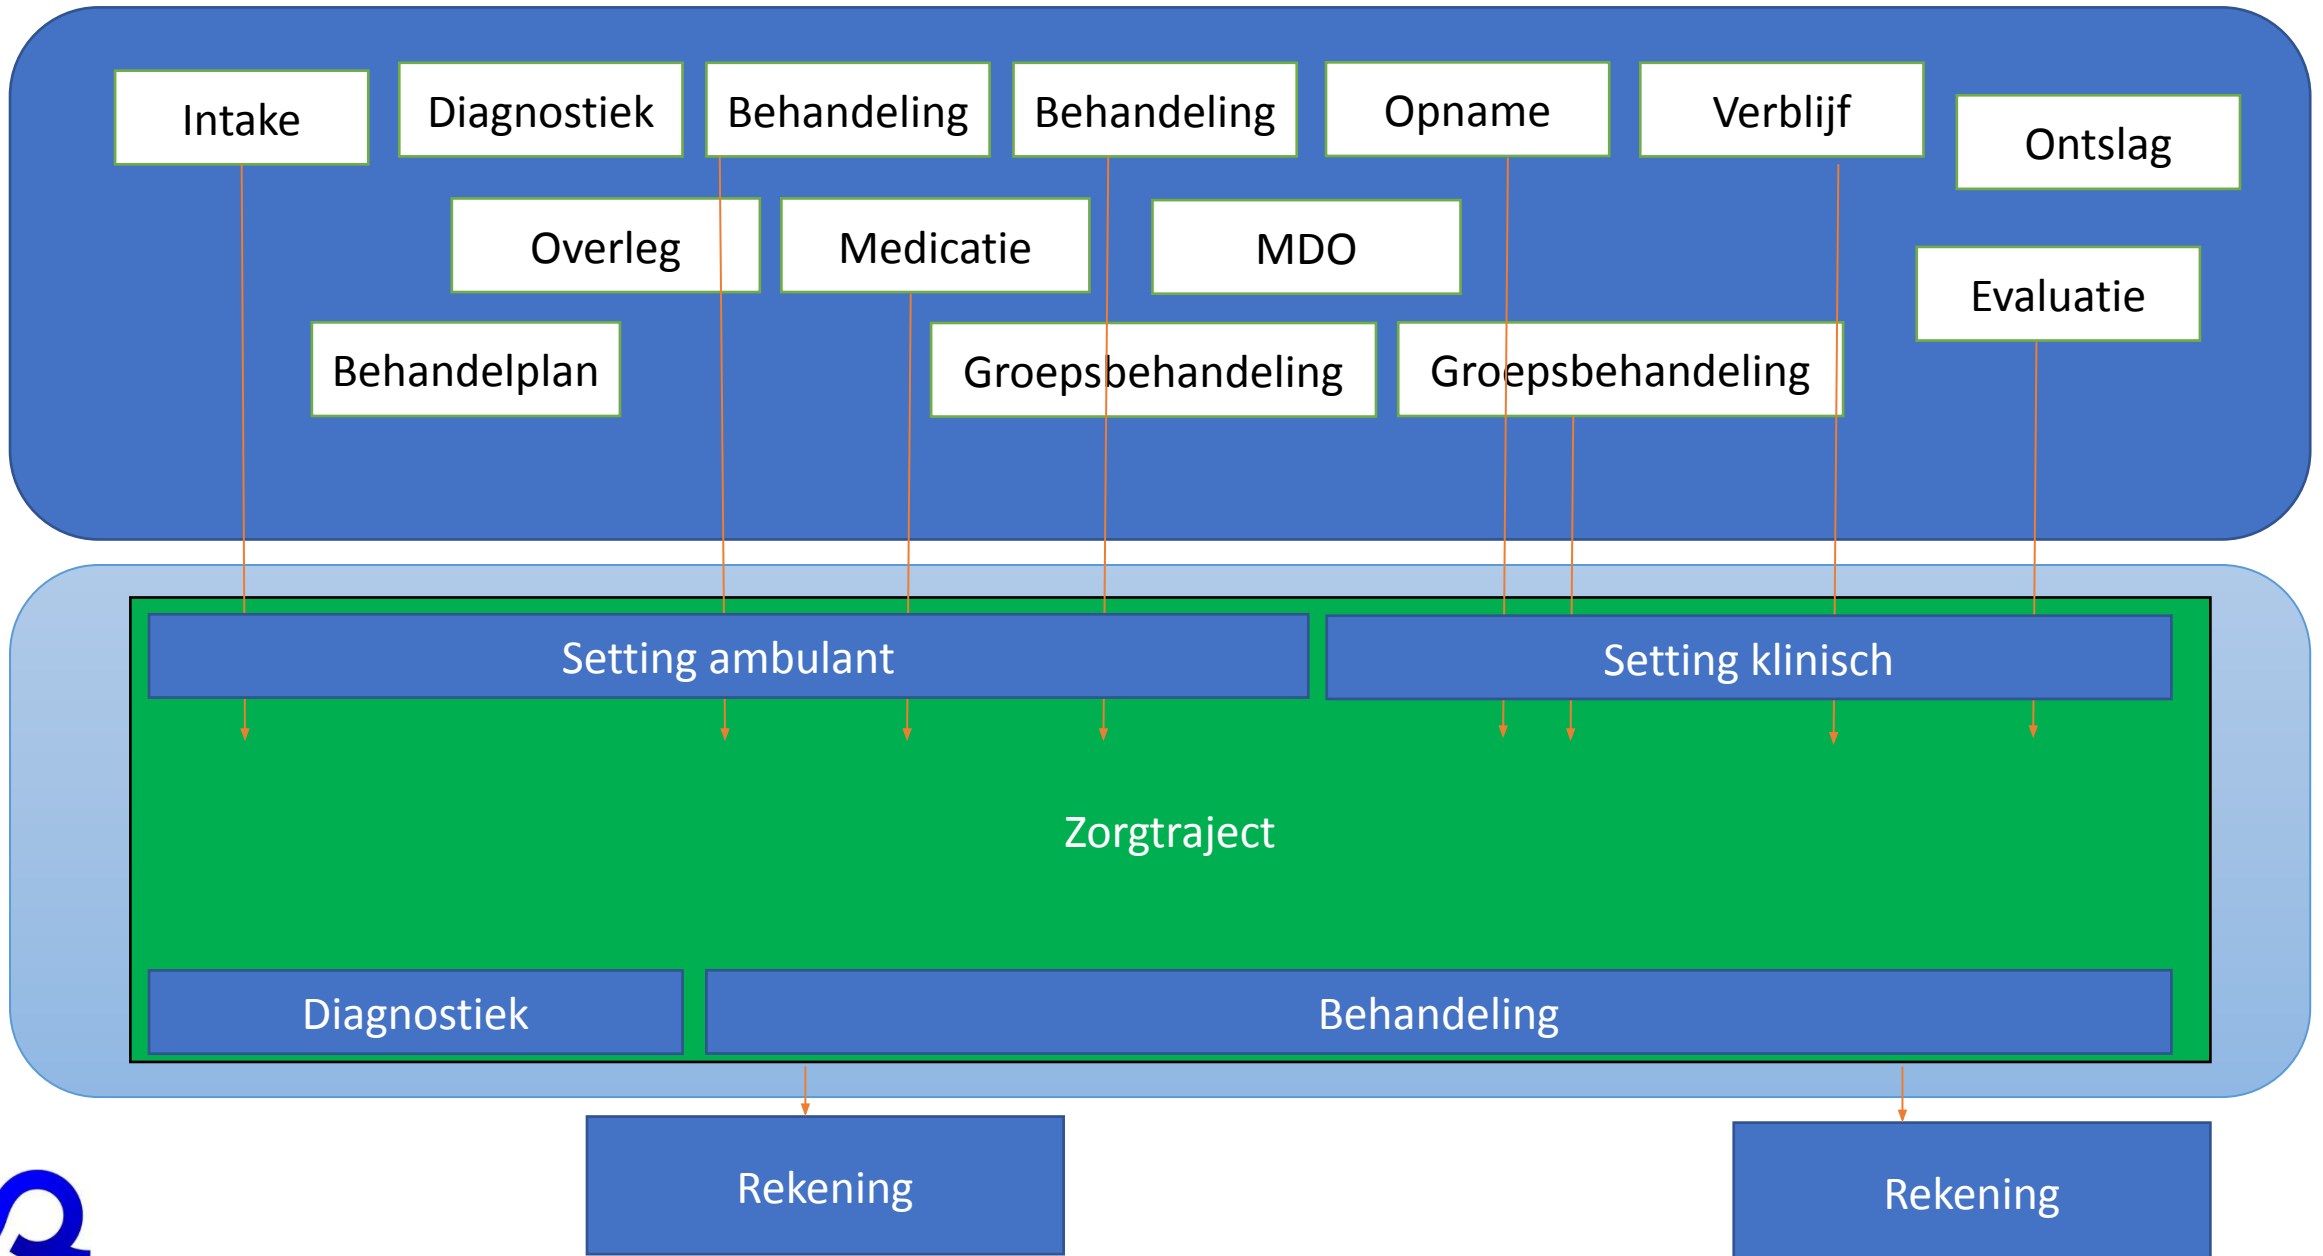 Intake
Diagnostiek
Behandeling
Behandeling
Opname
Verblijf
Ontslag
Overleg
Medicatie
MDO
Evaluatie
Behandelplan
Groepsbehandeling
Groepsbehandeling
Setting ambulant
Setting klinisch
Zorgtraject
Diagnostiek
Behandeling
Rekening
Rekening